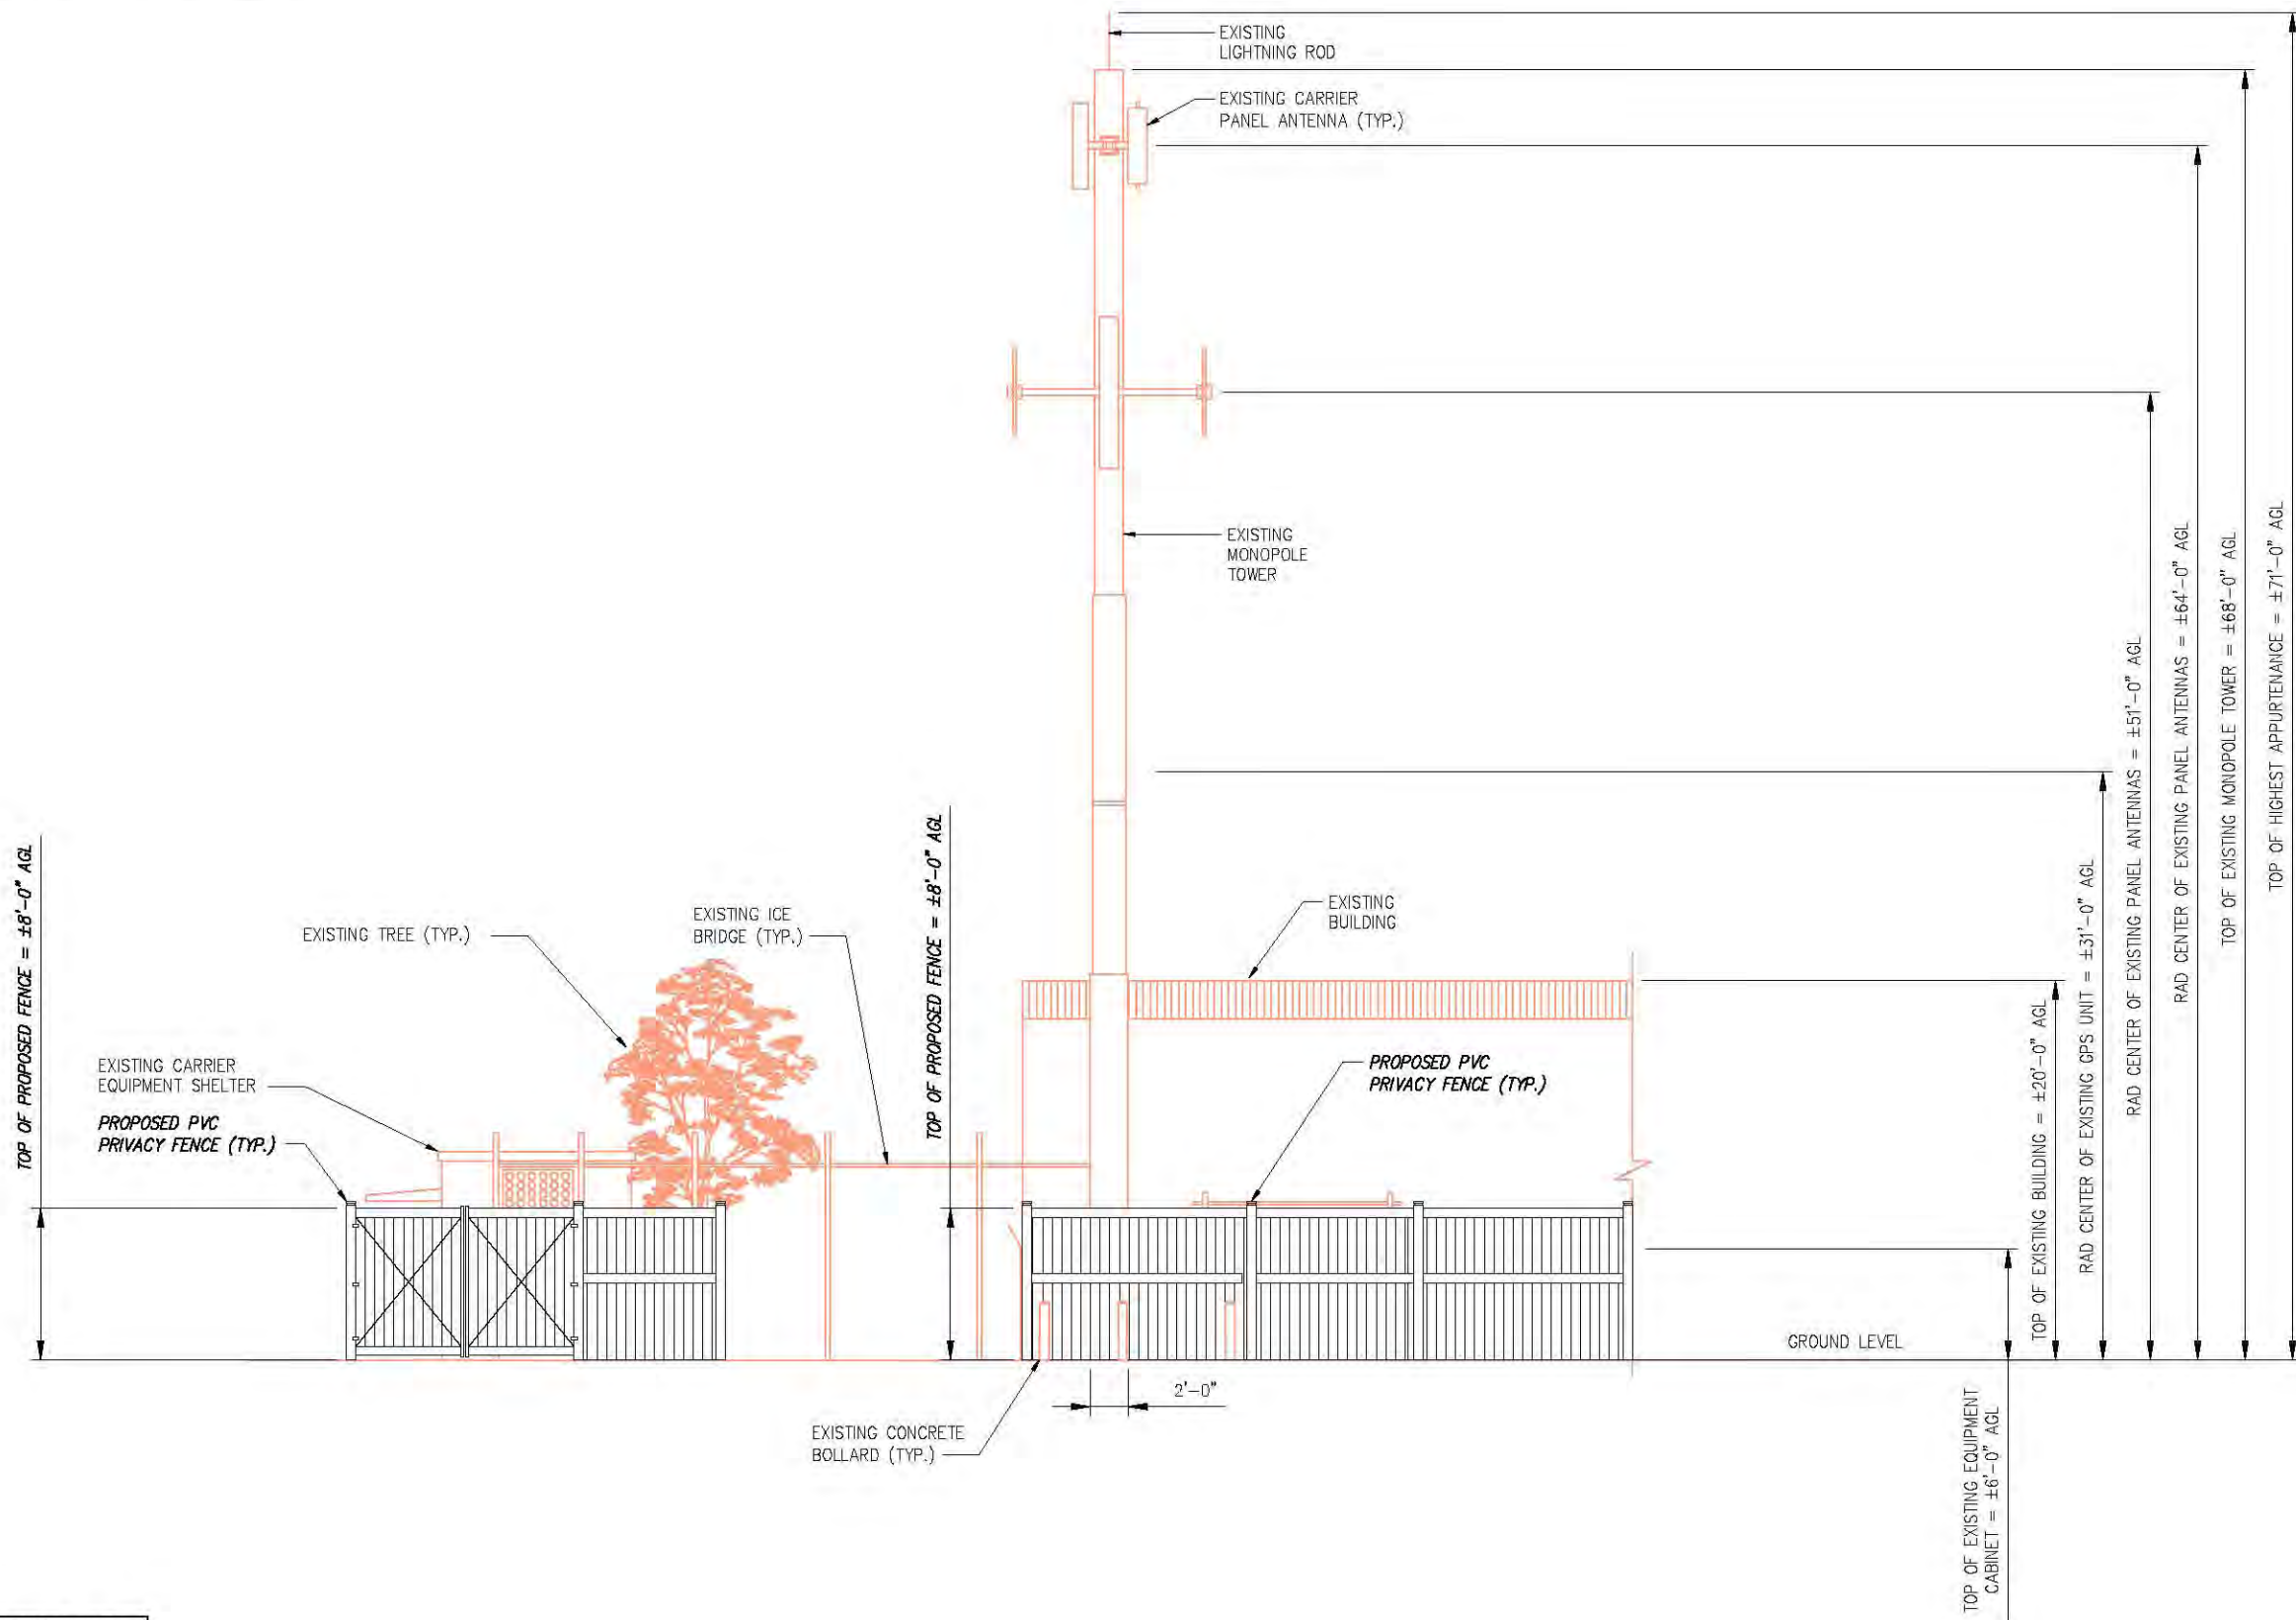 EXISTING
LIGHTNING ROD
EXISTING CARRIER
PANEL ANTENNA (TYP.)
EXISTING
MONOPOLE
TOWER
EXISTING
BUILDING
PROPOSED PVC
PRIVACY FENCE (TYP.)
EXISTING TREE (TYP.)
EXISTING ICE
BRIDGE (TYP.)
EXISTING CARRIER
EQUIPMENT SHELTER
PROPOSED PVC
PRIVACY FENCE (TYP.)
TOP OF PROPOSED FENCE = ±8'-0" AGL
TOP OF PROPOSED FENCE = ±8'-0" AGL
EXISTING CONCRETE
BOLLARD (TYP.)
2'-0"
GROUND LEVEL
TOP OF EXISTING EQUIPMENT
CABINET = ±6'-0" AGL
TOP OF EXISTING BUILDING = ±20'-0" AGL
RAD CENTER OF EXISTING GPS UNIT = ±31'-0" AGL
RAD CENTER OF EXISTING PANEL ANTENNAS = ±51'-0" AGL
RAD CENTER OF EXISTING PANEL ANTENNAS = ±64'-0" AGL
TOP OF EXISTING MONOPOLE TOWER = ±68'-0" AGL
TOP OF HIGHEST APPURTENANCE = ±71'-0" AGL